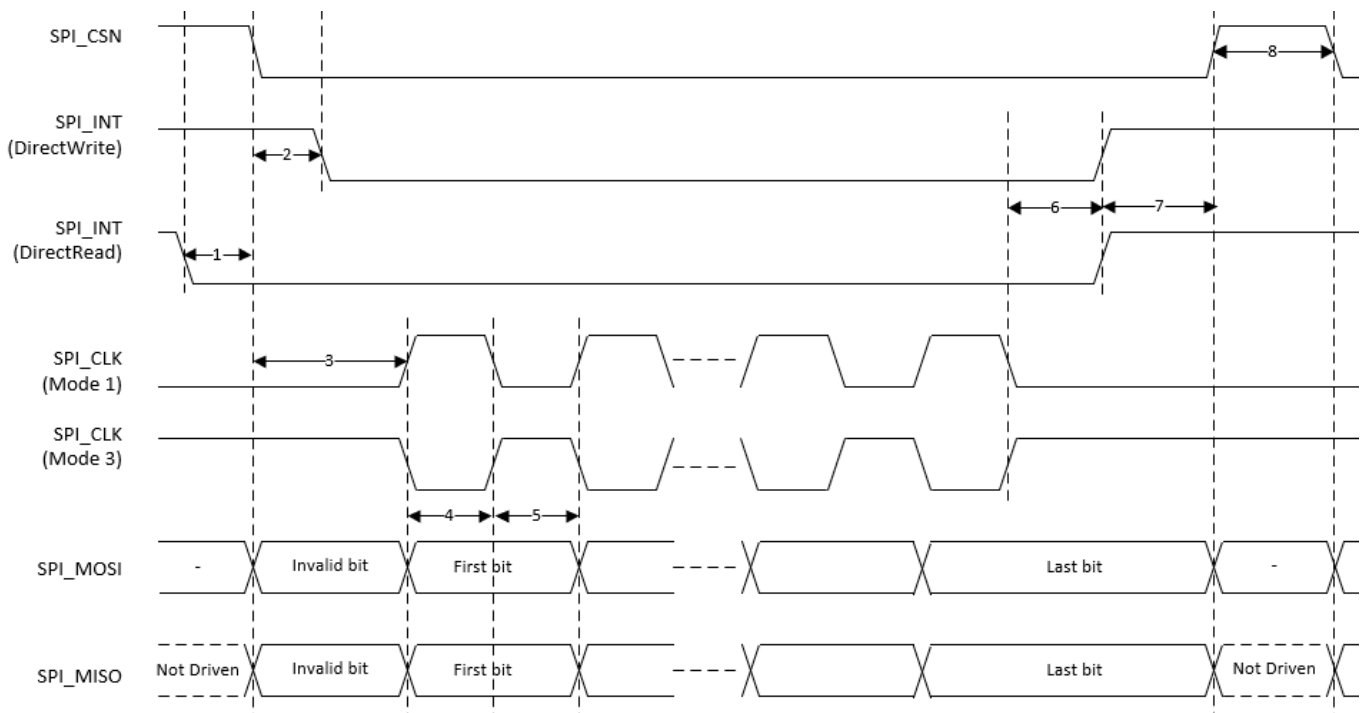 SPI_CSN
8
SPI_INT
(DirectWrite)
2
6
7
SPI_INT
(DirectRead)
1
SPI_CLK
(Mode 1)
3
SPI_CLK
(Mode 3)
4
5
SPI_MOSI
-
Invalid bit
First bit
Last bit
-
SPI_MISO
Not Driven
Invalid bit
First bit
Last bit
Not Driven